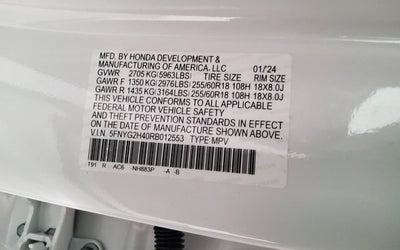 MFD. BY HONDA DEVELOPMENT &
MANUFACTURING OF AMERICA, LLC 01/24
GVWR 2705 KG(5963LBS) TIRE SIZE RIM SIZE
GAWR F 1350 KG(2976LBS) 255/60R18 108H 18X8.0J
GAWR R 1435 KG(3164LBS) 255/60R18 108H 18X8.0J
THIS VEHICLE CONFORMS TO ALL APPLICABLE
FEDERAL MOTOR VEHICLE SAFETY
AND THEFT PREVENTION STANDARDS IN EFFECT
ON THE DATE OF MANUFACTURE SHOWN ABOVE.
V.I.N. 5FNYG2H40RB012553 TYPE MPV
191 R AC6 -NH883P -A -B